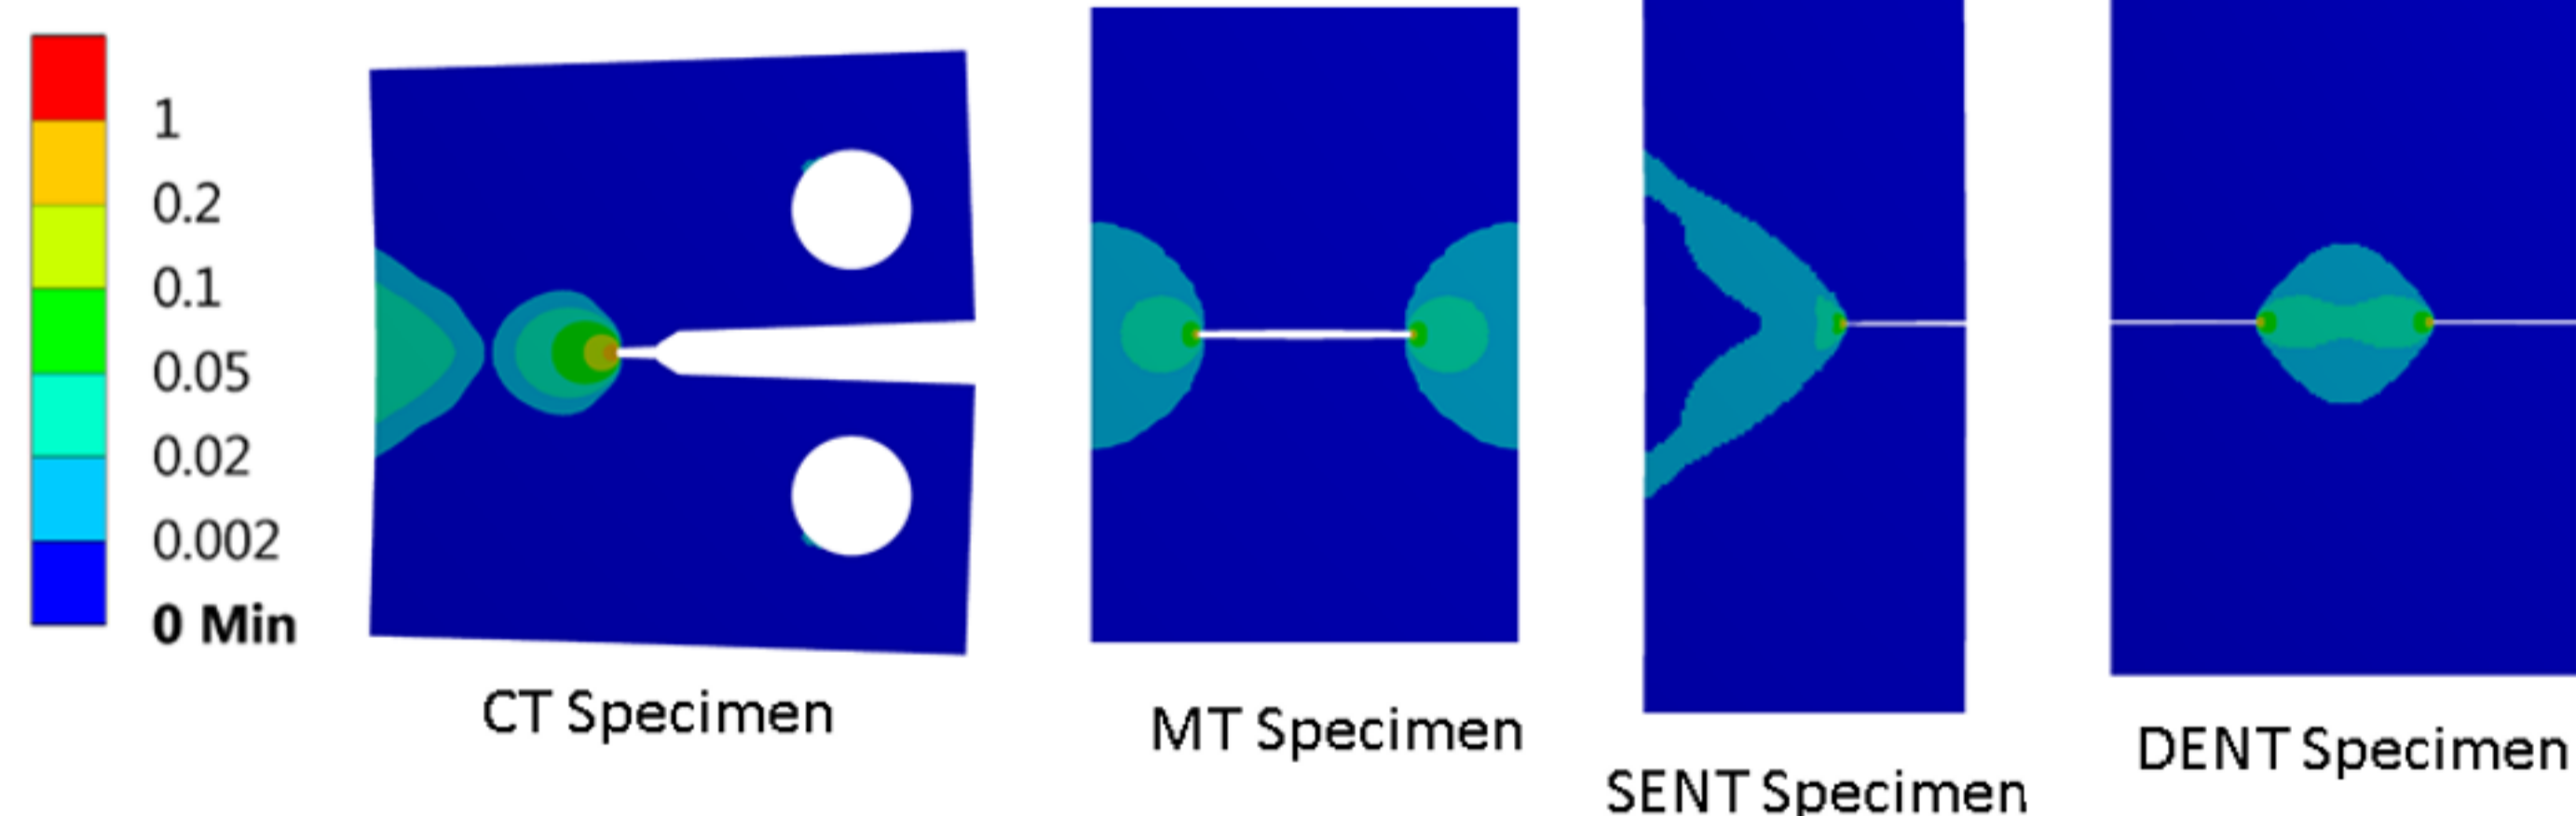 1
0.2
0.1
0.05
0.02
0.002
0 Min
CT Specimen
MT Specimen
SENT Specimen
DENT Specimen